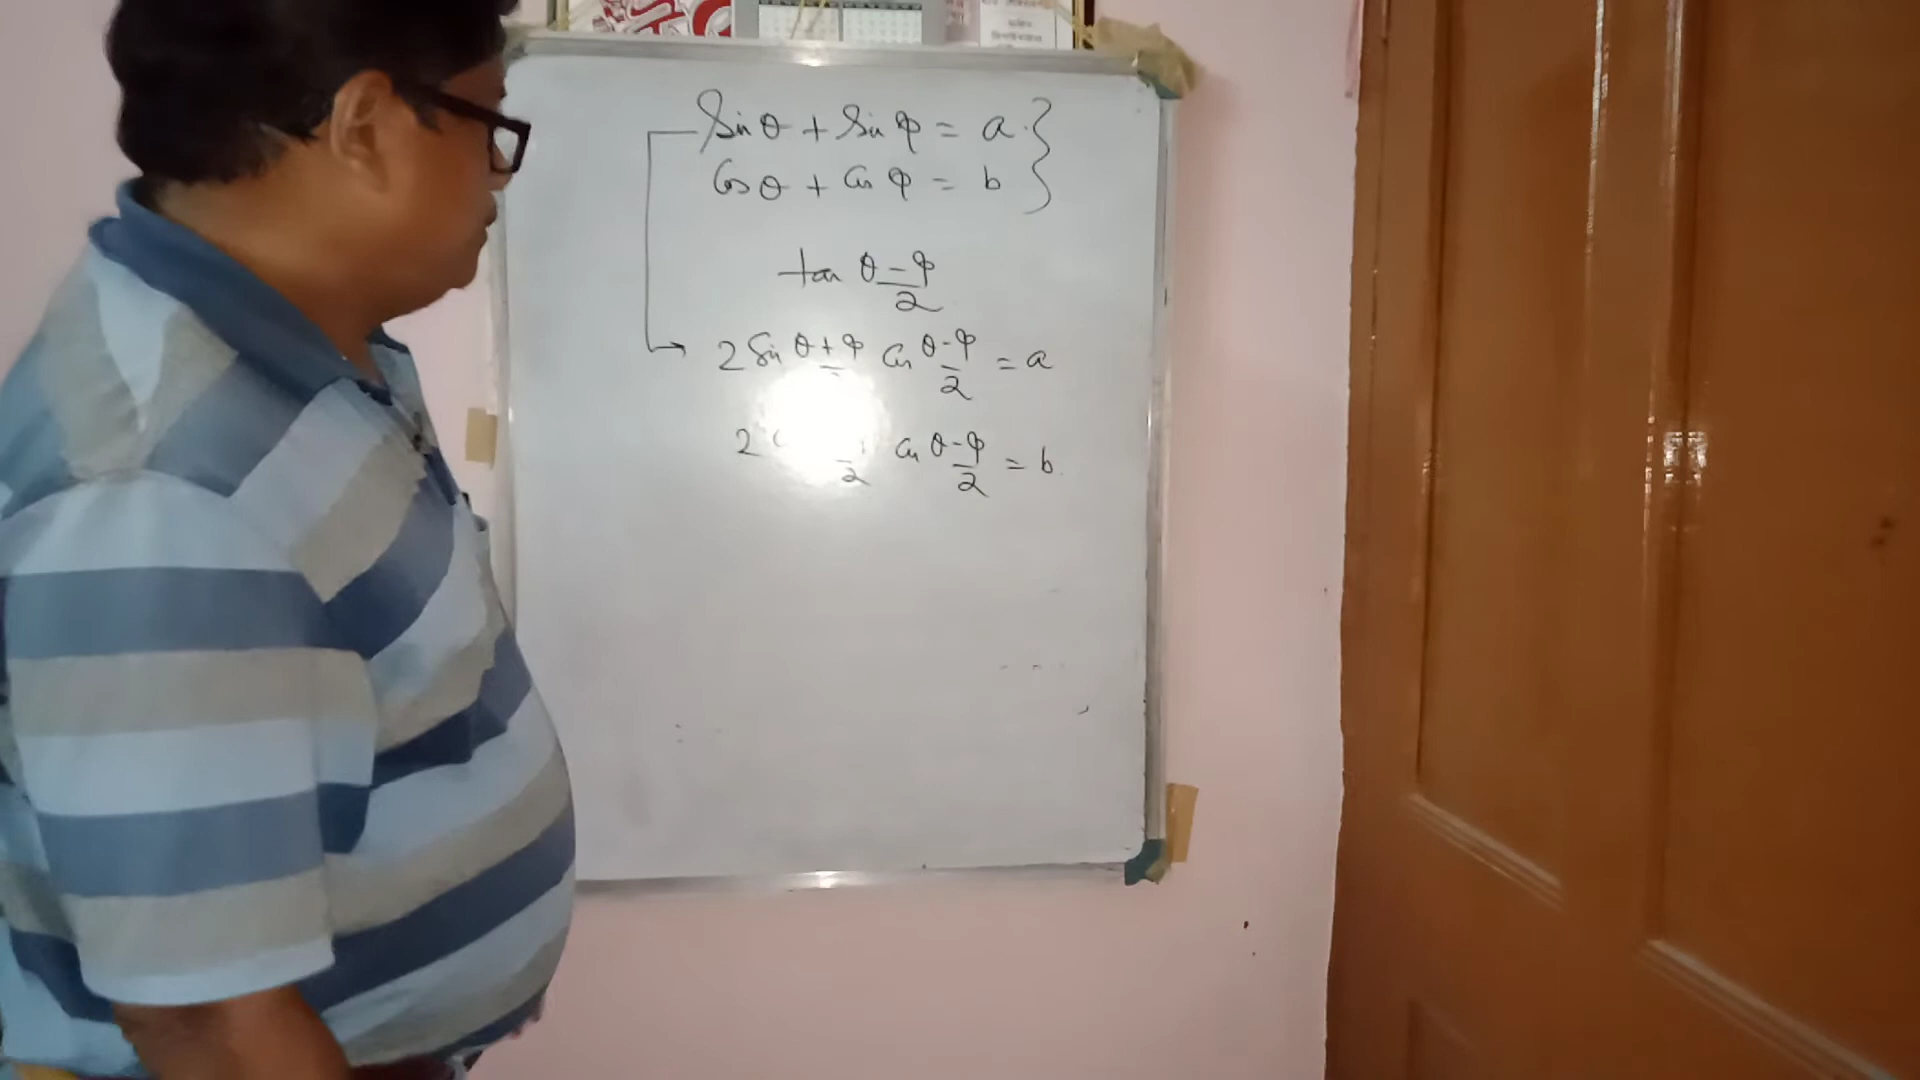 Sin θ + Sin φ = a
Cos θ + Cos φ = b
tan θ-φ/2
2 Sin θ+φ Cos θ-φ/2 = a
2 /2 Cos θ-φ/2 = b